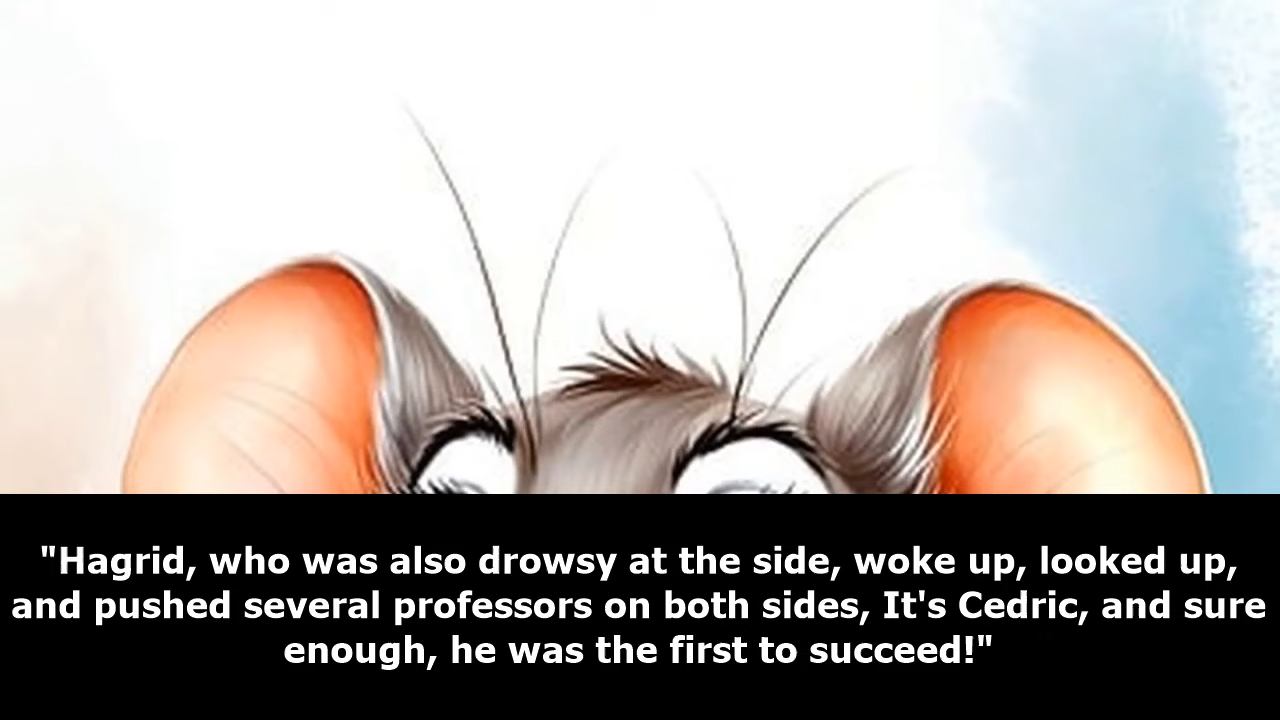 "Hagrid, who was also drowsy at the side, woke up, looked up,
and pushed several professors on both sides, It's Cedric, and sure
enough, he was the first to succeed!"